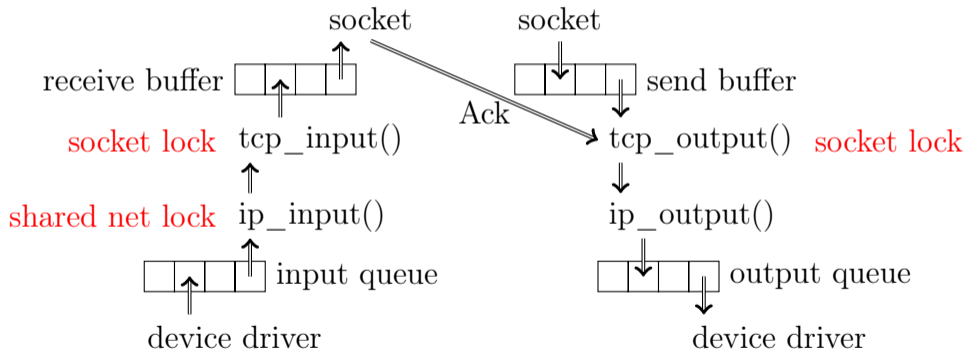 socket
socket
receive buffer
send buffer
Ack
socket lock
tcp_input()
tcp_output()
socket lock
shared net lock
ip_input()
ip_output()
input queue
output queue
device driver
device driver